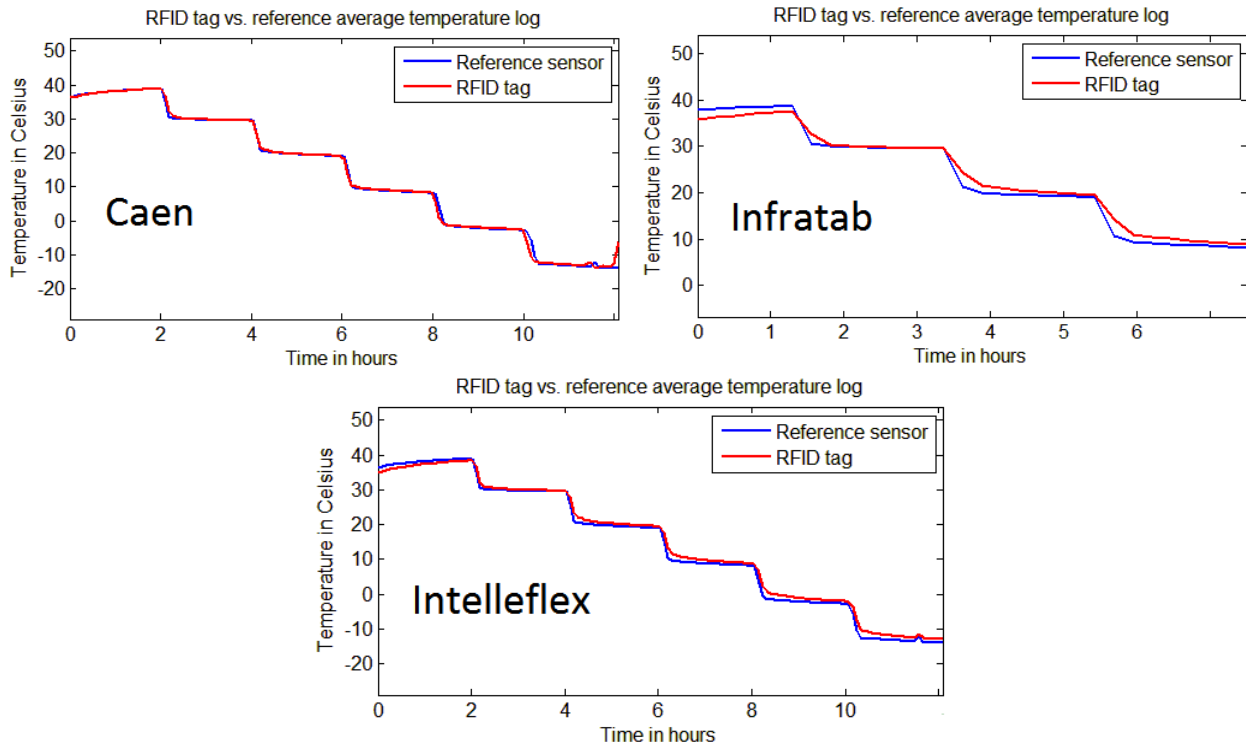 RFID tag vs. reference average temperature log
Temperature in Celsius
50
40
30
20
10
0
-10
-20
Reference sensor
RFID tag
Caen
0 2 4 6 8 10
Time in hours
RFID tag vs. reference average temperature log
Temperature in Celsius
50
40
30
20
10
0
Reference sensor
RFID tag
Infratab
0 1 2 3 4 5 6
Time in hours
RFID tag vs. reference average temperature log
Temperature in Celsius
50
40
30
20
10
0
-10
-20
Reference sensor
RFID tag
Intelleflex
0 2 4 6 8 10
Time in hours